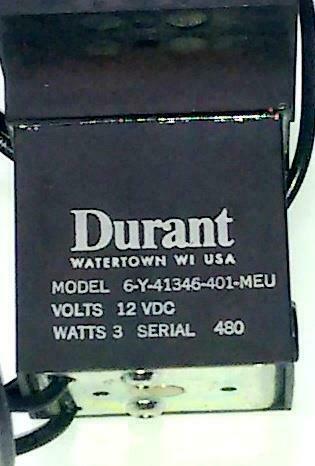 Durant
WATERTOWN WI USA
MODEL 6-Y-41346-401-MEU
VOLTS 12 VDC
WATTS 3 SERIAL 480